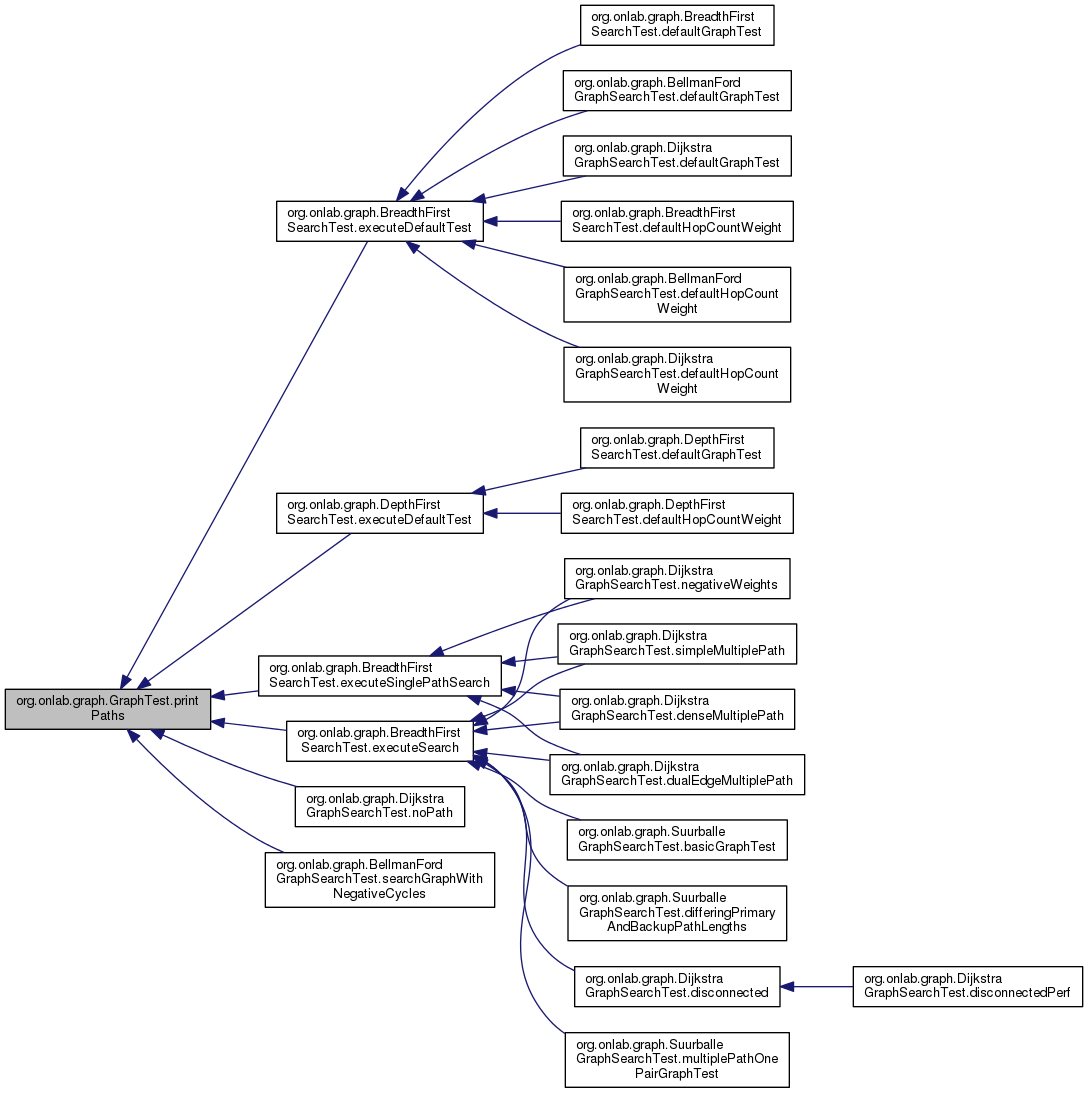 org.onlab.graph.BreadthFirst
SearchTest.defaultGraphTest
org.onlab.graph.BellmanFord
GraphSearchTest.defaultGraphTest
org.onlab.graph.Dijkstra
GraphSearchTest.defaultGraphTest
org.onlab.graph.BreadthFirst
SearchTest.executeDefaultTest
org.onlab.graph.BreadthFirst
SearchTest.defaultHopCountWeight
org.onlab.graph.BellmanFord
GraphSearchTest.defaultHopCount
Weight
org.onlab.graph.Dijkstra
GraphSearchTest.defaultHopCount
Weight
org.onlab.graph.DepthFirst
SearchTest.defaultGraphTest
org.onlab.graph.DepthFirst
SearchTest.executeDefaultTest
org.onlab.graph.DepthFirst
SearchTest.defaultHopCountWeight
org.onlab.graph.Dijkstra
GraphSearchTest.negativeWeights
org.onlab.graph.Dijkstra
GraphSearchTest.simpleMultiplePath
org.onlab.graph.BreadthFirst
SearchTest.executeSinglePathSearch
org.onlab.graph.GraphTest.print
Paths
org.onlab.graph.Dijkstra
GraphSearchTest.denseMultiplePath
org.onlab.graph.BreadthFirst
SearchTest.executeSearch
org.onlab.graph.Dijkstra
GraphSearchTest.dualEdgeMultiplePath
org.onlab.graph.Dijkstra
GraphSearchTest.noPath
org.onlab.graph.Suurballe
GraphSearchTest.basicGraphTest
org.onlab.graph.BellmanFord
GraphSearchTest.searchGraphWith
NegativeCycles
org.onlab.graph.Suurballe
GraphSearchTest.differingPrimary
AndBackupPathLengths
org.onlab.graph.Dijkstra
GraphSearchTest.disconnected
org.onlab.graph.Dijkstra
GraphSearchTest.disconnectedPerf
org.onlab.graph.Suurballe
GraphSearchTest.multiplePathOne
PairGraphTest